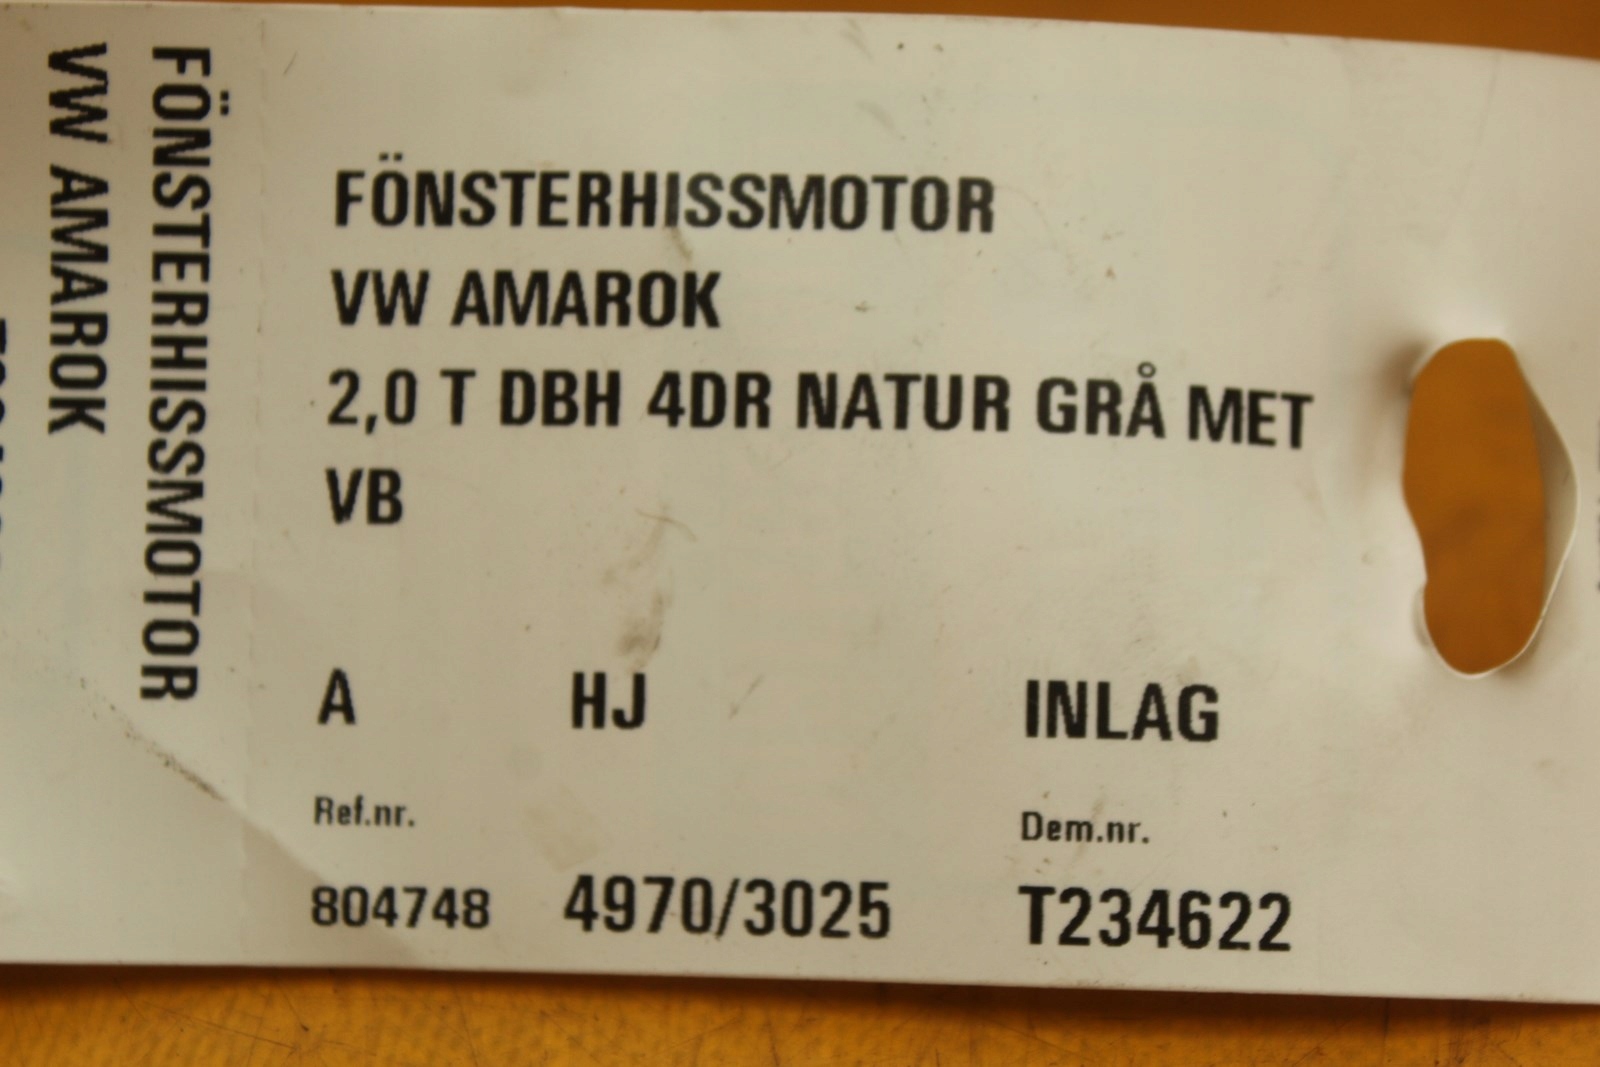 FÖNSTERHISSMOTOR
VW AMAROK
FÖNSTERHISSMOTOR
VW AMAROK
2,0 T DBH 4DR NATUR GRÅ MET
VB
A HJ INLAG
Ref.nr. Dem.nr.
804748 4970/3025 T234622